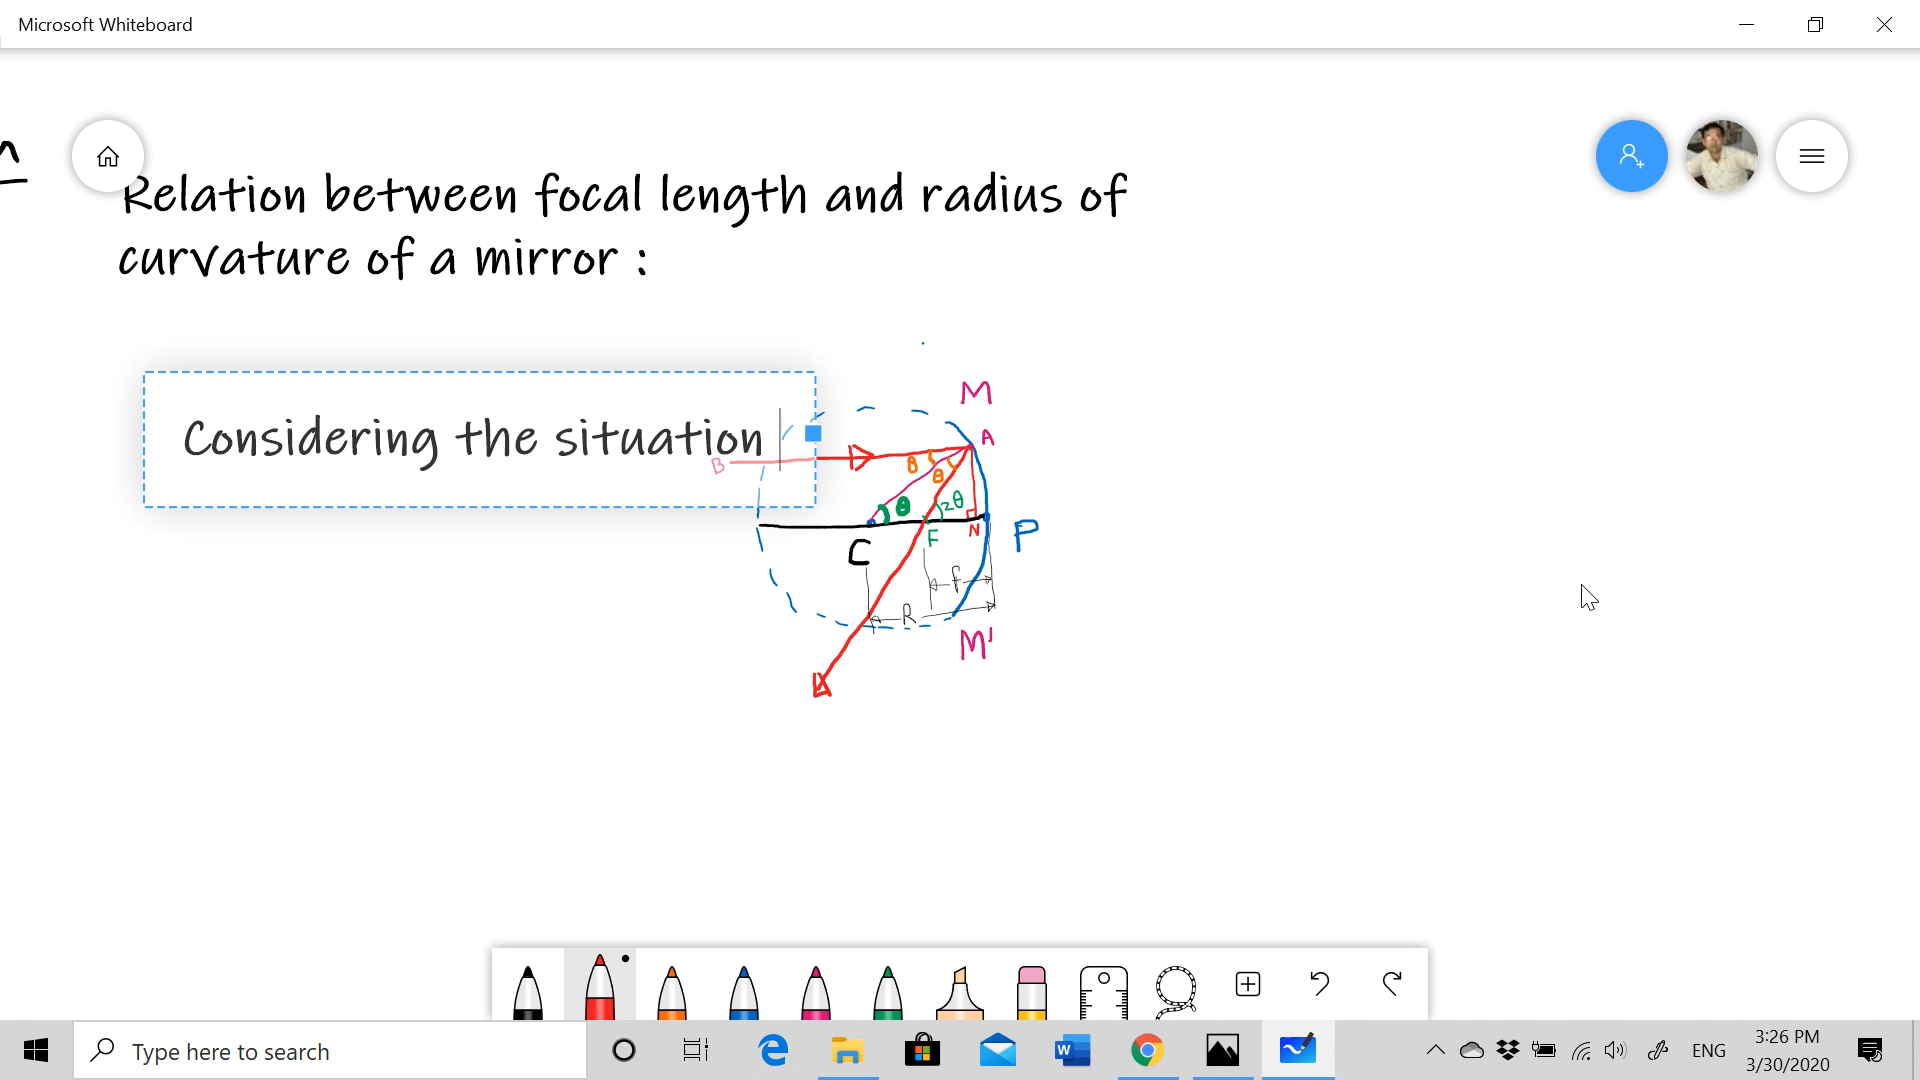 Microsoft Whiteboard
Relation between focal length and radius of
curvature of a mirror :
Considering the situation
M
A
B
θ
θ
θ
2θ
N
F
P
C
f
R
M'
Type here to search
ENG
3:26 PM
3/30/2020